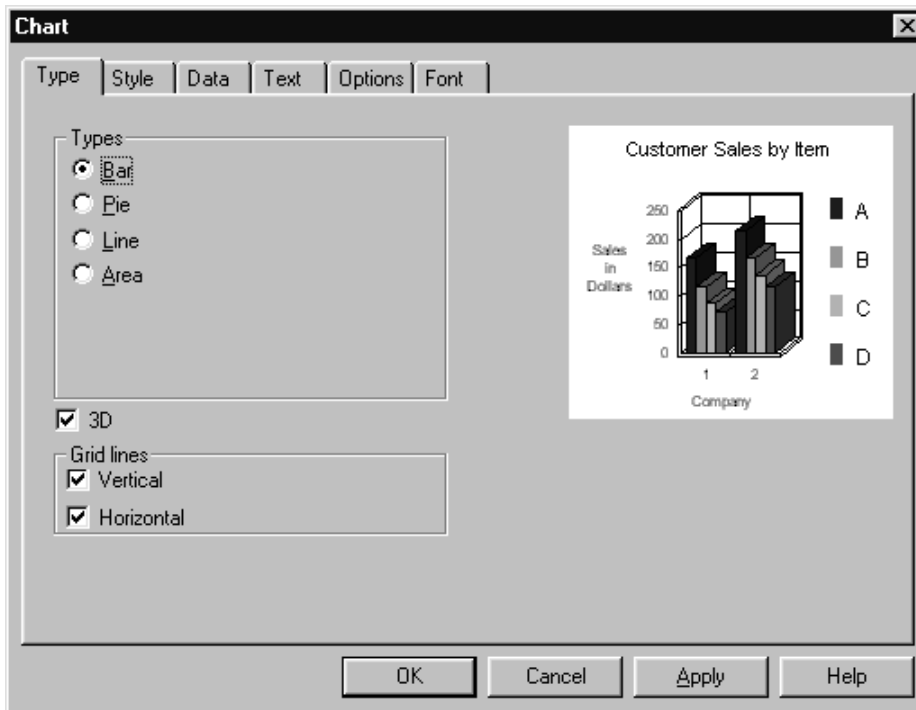 Chart
Type Style Data Text Options Font
Types
Bar
Pie
Line
Area
3D
Grid lines
Vertical
Horizontal
Customer Sales by Item
Sales
in
Dollars
250
200
150
100
50
0
1 2
Company
A
B
C
D
OK Cancel Apply Help